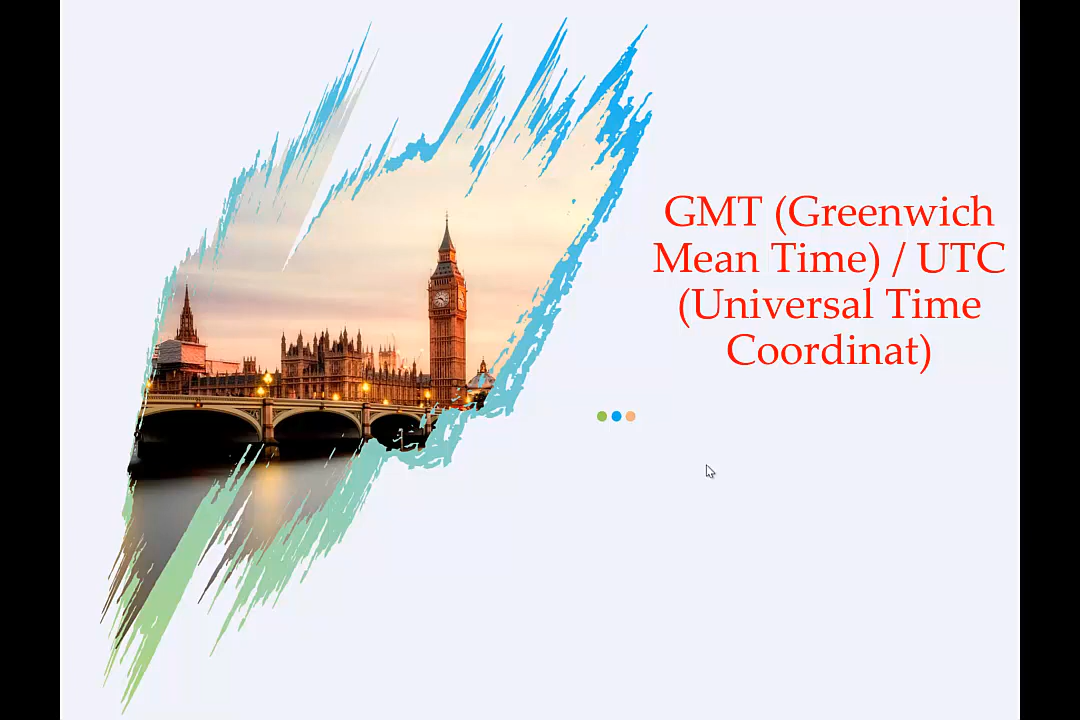 GMT (Greenwich
Mean Time) / UTC
(Universal Time
Coordinat)